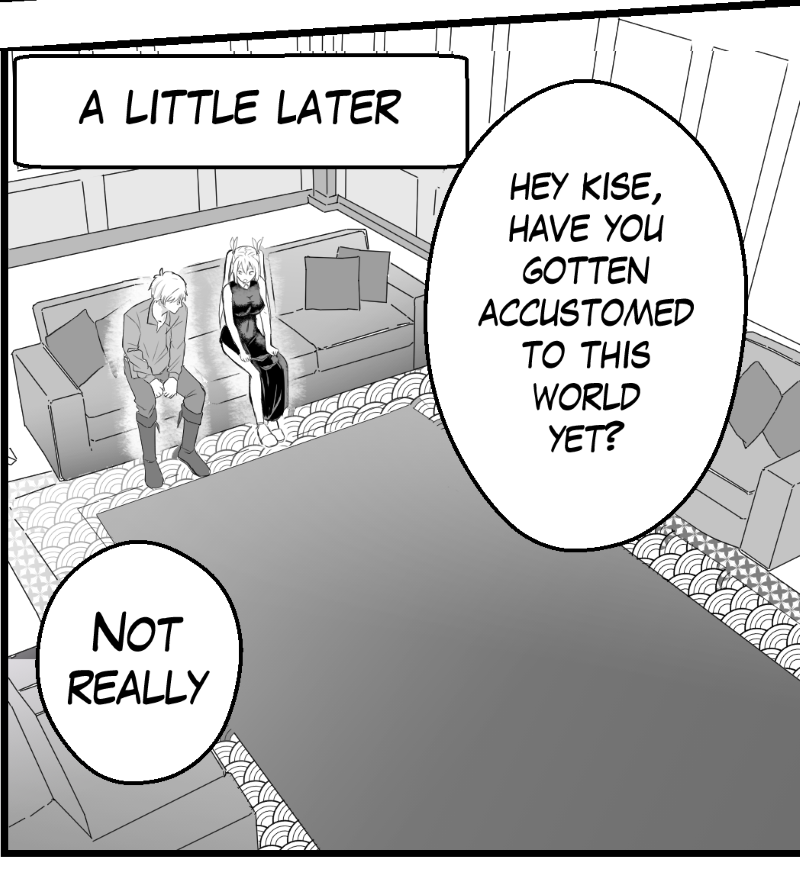 A LITTLE LATER
HEY KISE,
HAVE YOU
GOTTEN
ACCUSTOMED
TO THIS
WORLD
YET?
NOT
REALLY